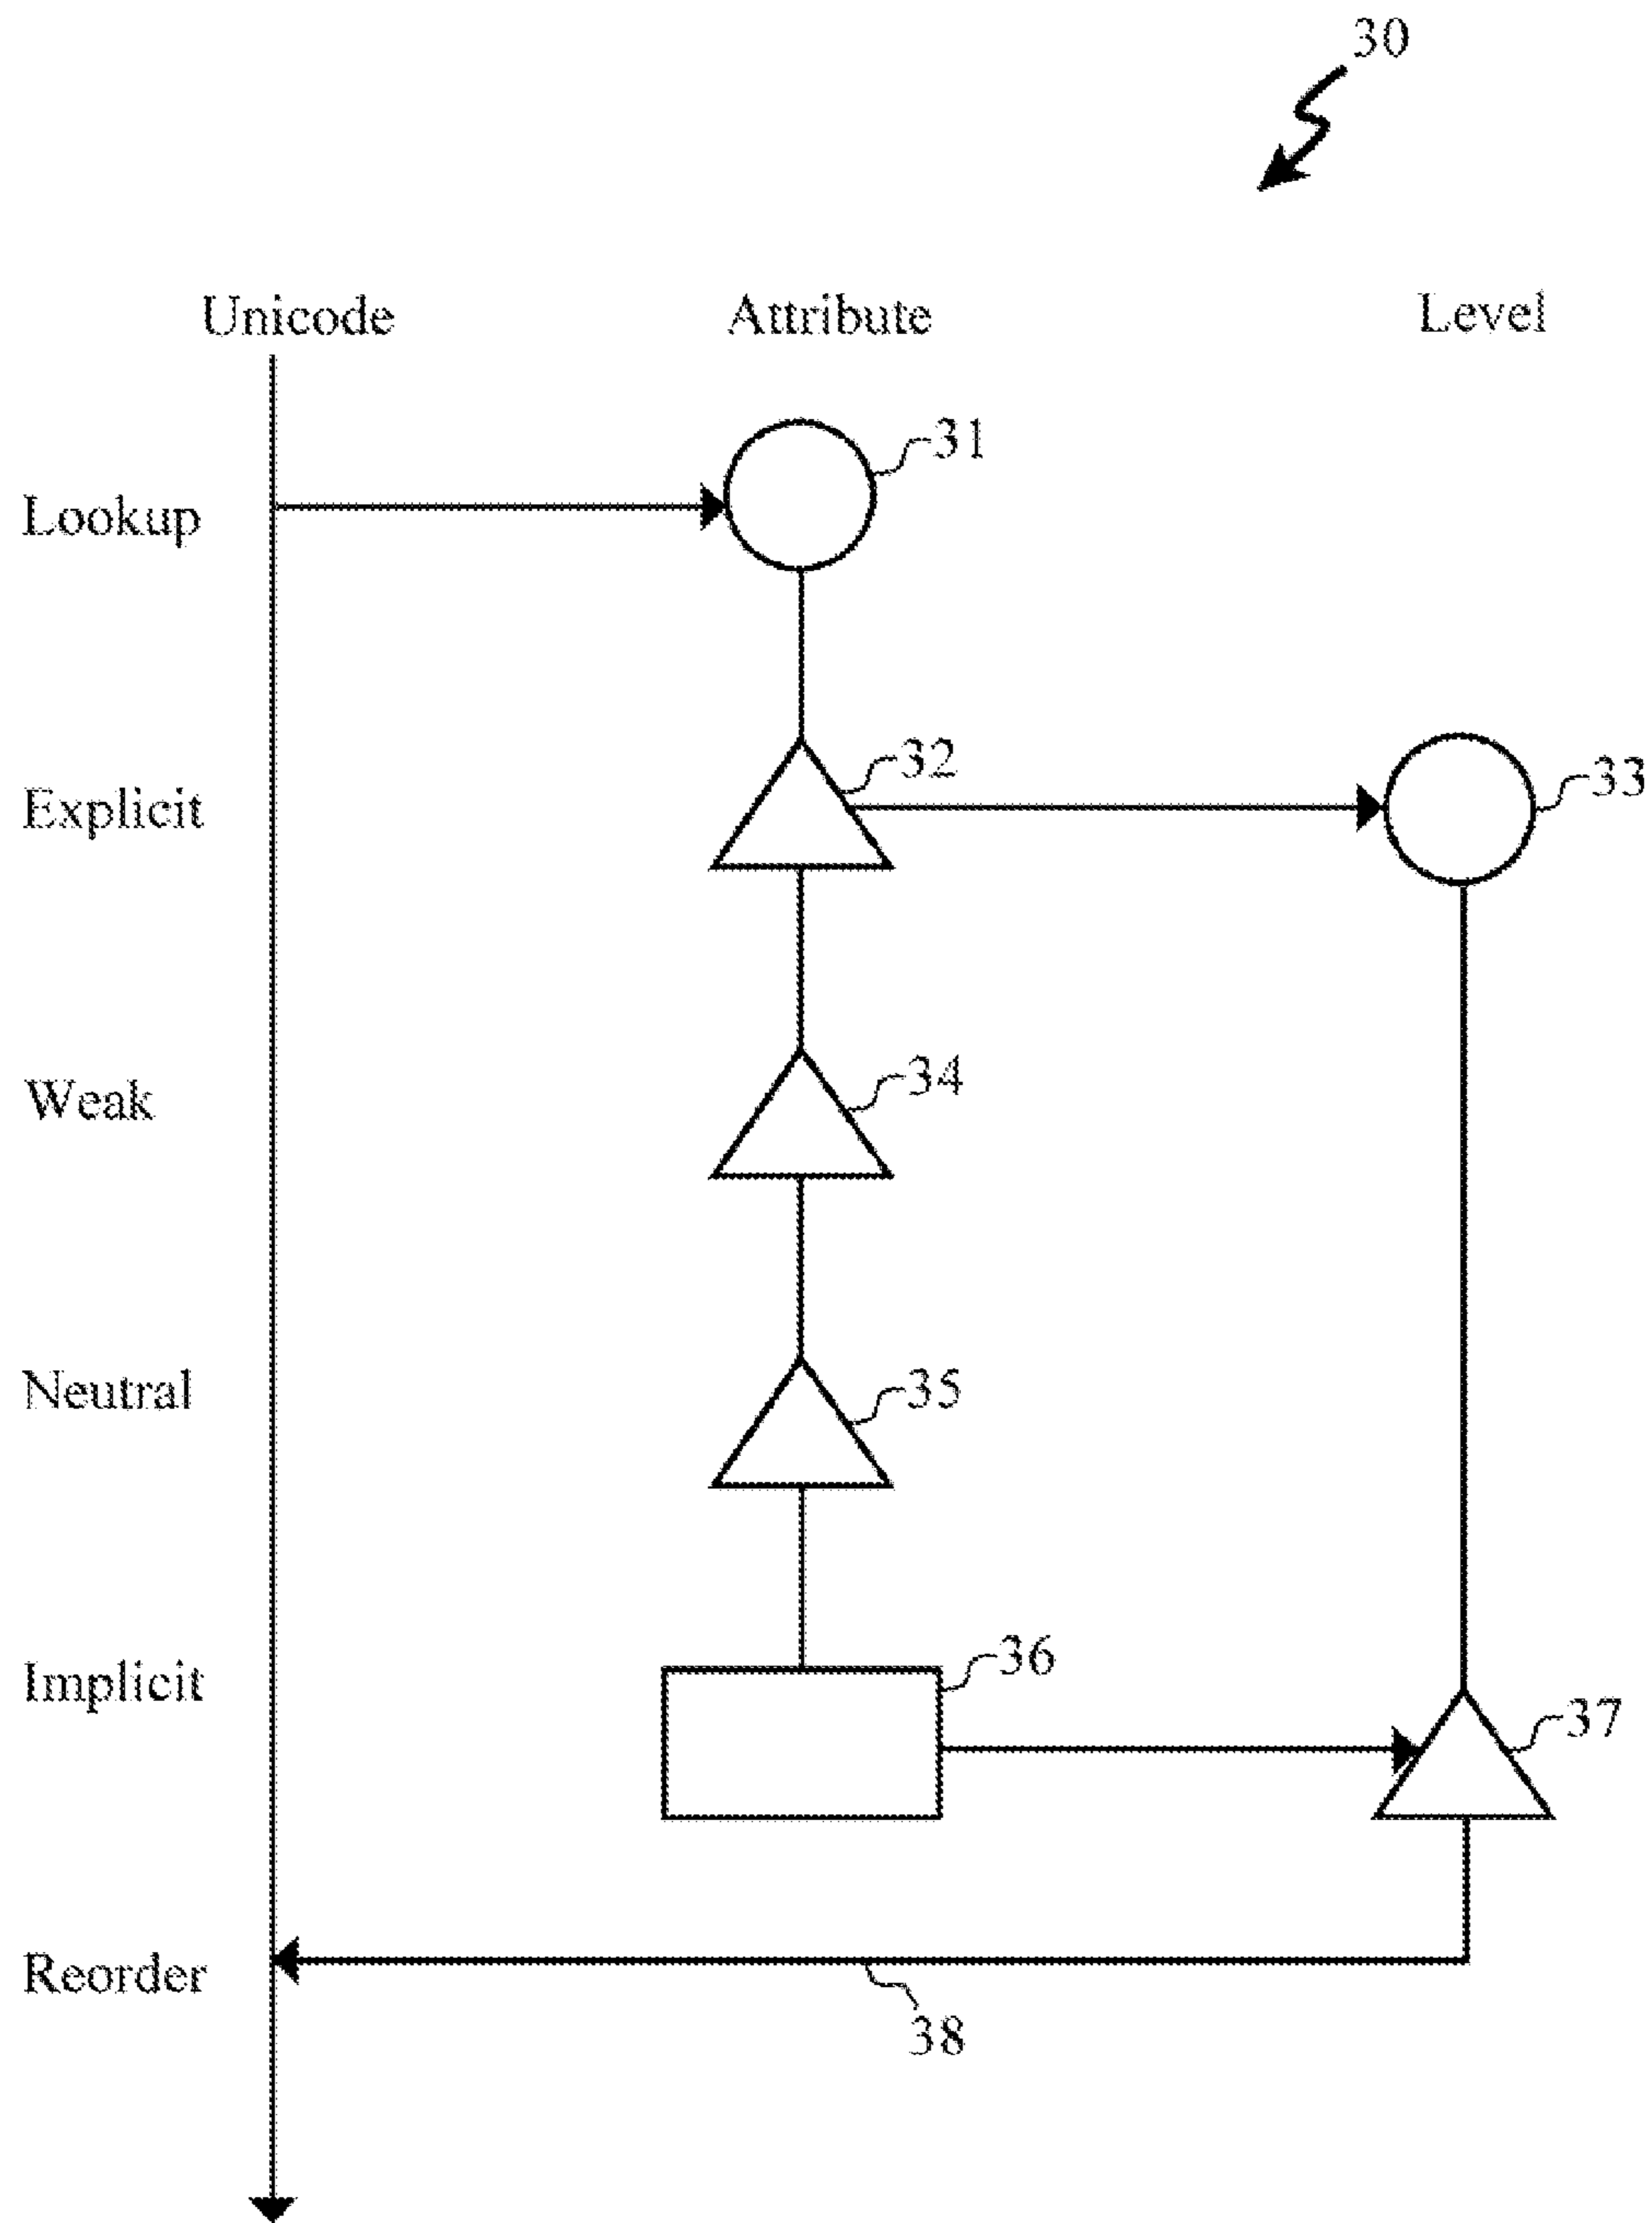 30
Unicode Attribute Level
31
Lookup
32
33
Explicit
34
Weak
35
Neutral
36
Implicit
37
Reorder
38